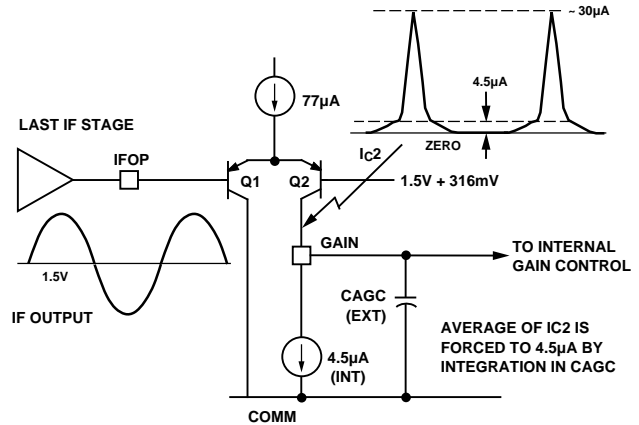 ~ 30µA
4.5µA
77µA
LAST IF STAGE
IFOP
Q1
Q2
IC2
ZERO
1.5V + 316mV
GAIN
TO INTERNAL
GAIN CONTROL
1.5V
IF OUTPUT
CAGC
(EXT)
4.5µA
(INT)
AVERAGE OF IC2 IS
FORCED TO 4.5µA BY
INTEGRATION IN CAGC
COMM